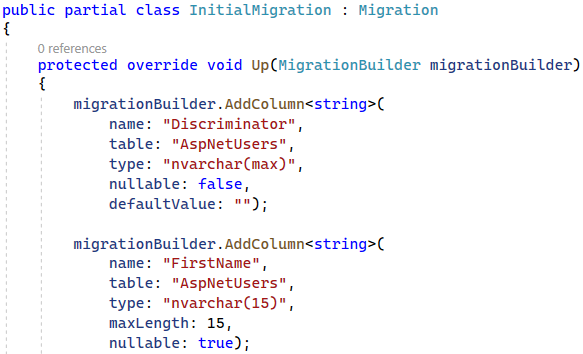 public partial class InitialMigration : Migration
{
0 references
protected override void Up(MigrationBuilder migrationBuilder)
{
migrationBuilder.AddColumn<string>(
name: "Discriminator",
table: "AspNetUsers",
type: "nvarchar(max)",
nullable: false,
defaultValue: "");
migrationBuilder.AddColumn<string>(
name: "FirstName",
table: "AspNetUsers",
type: "nvarchar(15)",
maxLength: 15,
nullable: true);